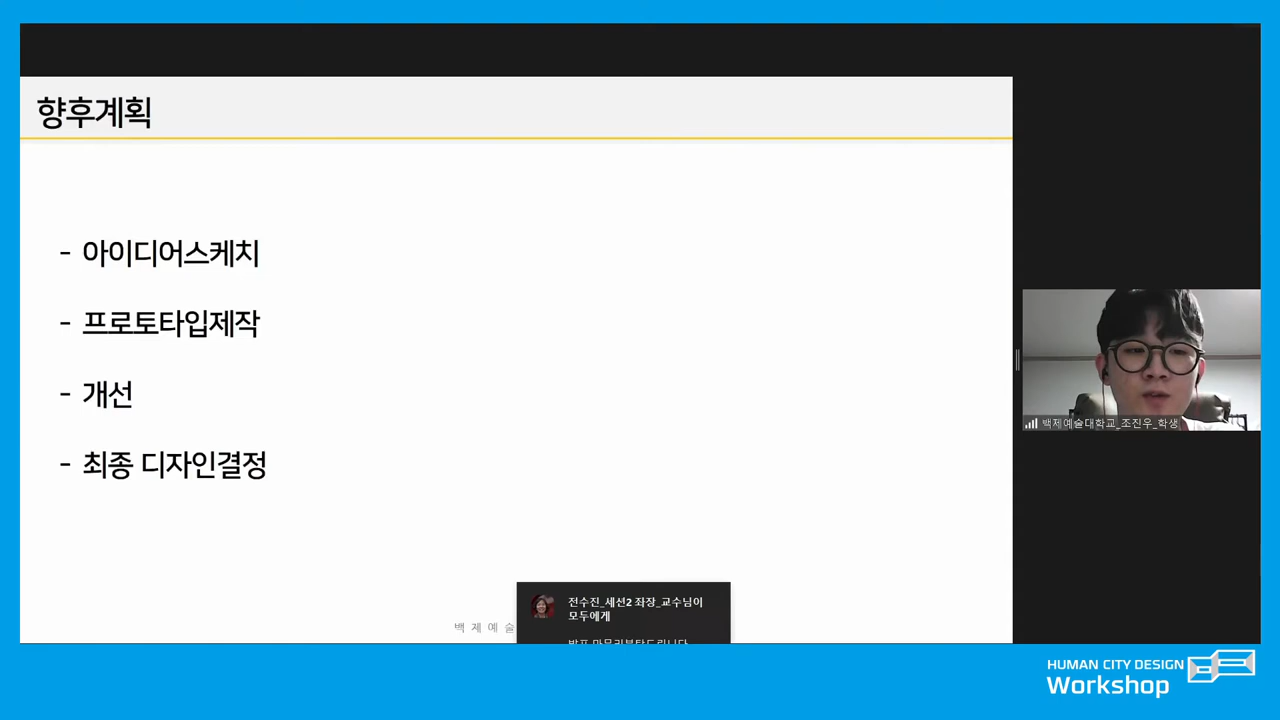 향후계획
- 아이디어스케치
- 프로토타입제작
- 개선
- 최종 디자인결정
백제예술대학교_조진우_학생
전수진_세션2 좌장_교수님이
모두에게
발표 마무리부탁드립니다
백 제 예 술
HUMAN CITY DESIGN
Workshop